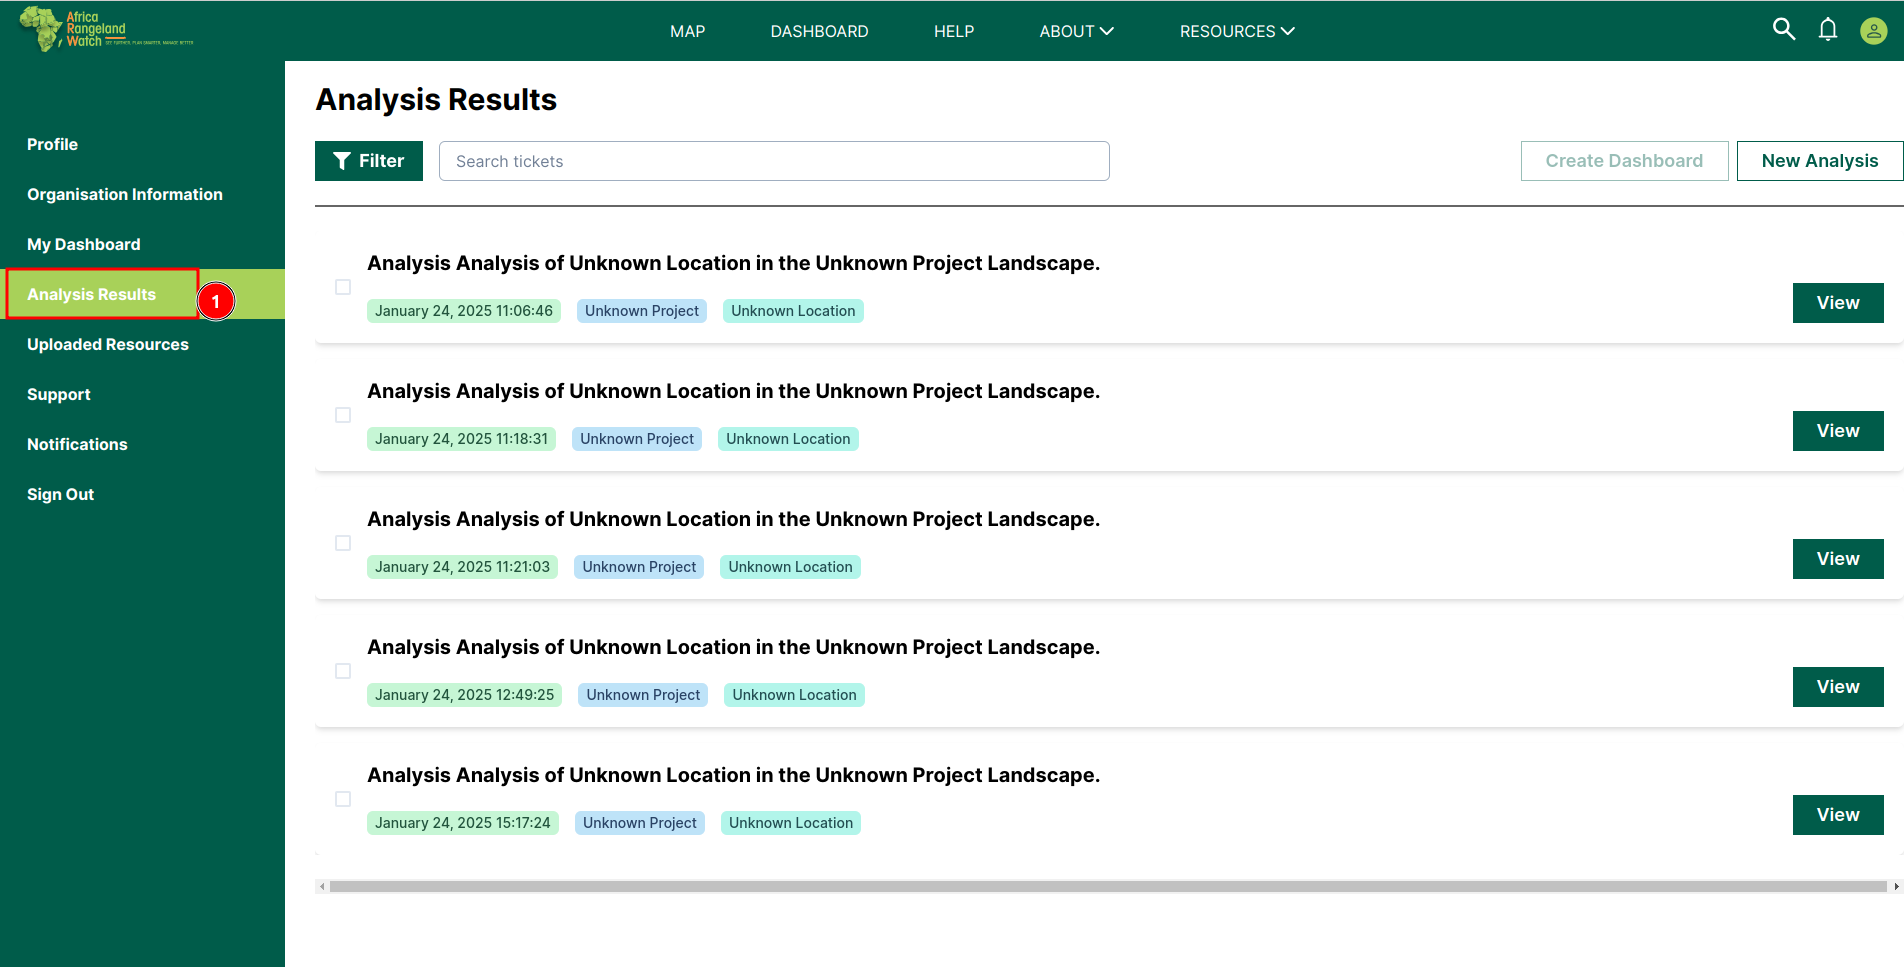 Africa
Rangeland
Watch SEE FURTHER, PLAN SMARTER, MANAGE BETTER
MAP DASHBOARD HELP ABOUT RESOURCES
Profile
Organisation Information
My Dashboard
Analysis Results
1
Uploaded Resources
Support
Notifications
Sign Out
Analysis Results
Filter Search tickets Create Dashboard New Analysis
Analysis Analysis of Unknown Location in the Unknown Project Landscape.
January 24, 2025 11:06:46 Unknown Project Unknown Location View
Analysis Analysis of Unknown Location in the Unknown Project Landscape.
January 24, 2025 11:18:31 Unknown Project Unknown Location View
Analysis Analysis of Unknown Location in the Unknown Project Landscape.
January 24, 2025 11:21:03 Unknown Project Unknown Location View
Analysis Analysis of Unknown Location in the Unknown Project Landscape.
January 24, 2025 12:49:25 Unknown Project Unknown Location View
Analysis Analysis of Unknown Location in the Unknown Project Landscape.
January 24, 2025 15:17:24 Unknown Project Unknown Location View